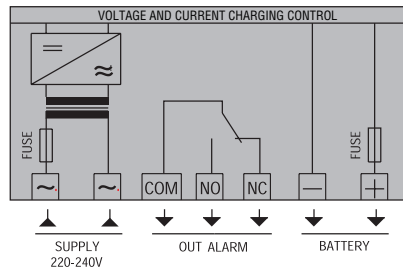 VOLTAGE AND CURRENT CHARGING CONTROL
FUSE
FUSE
COM NO NC
SUPPLY OUT ALARM BATTERY
220-240V